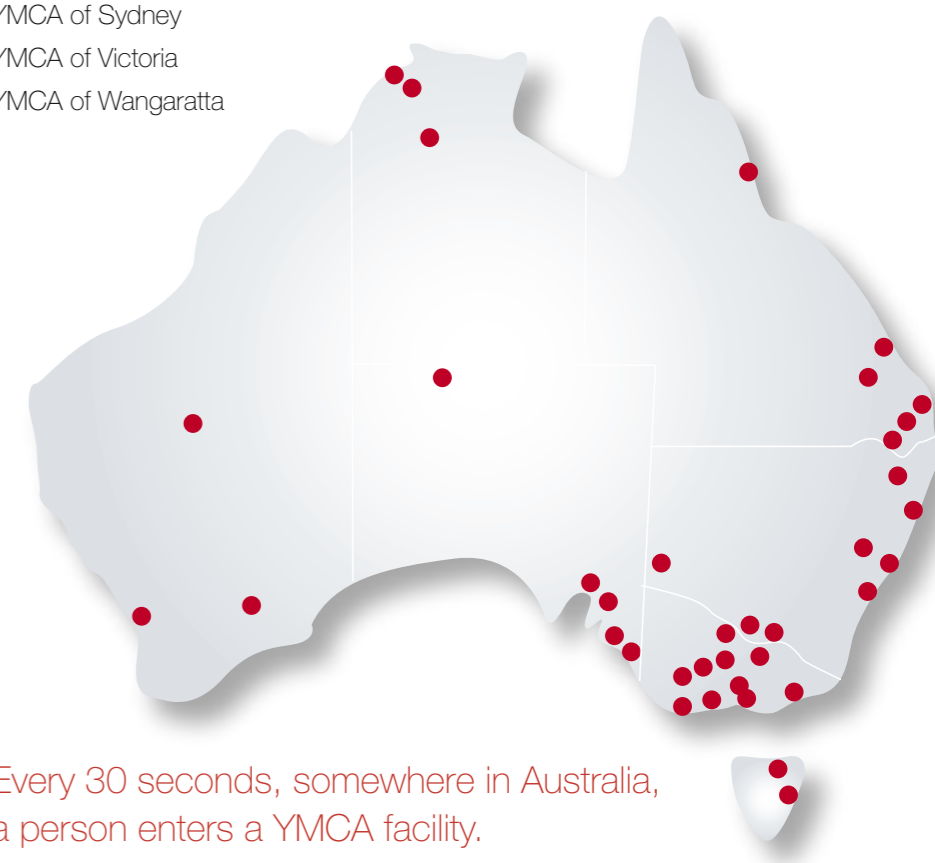 YMCA of Sydney
YMCA of Victoria
YMCA of Wangaratta
Every 30 seconds, somewhere in Australia,
a person enters a YMCA facility.